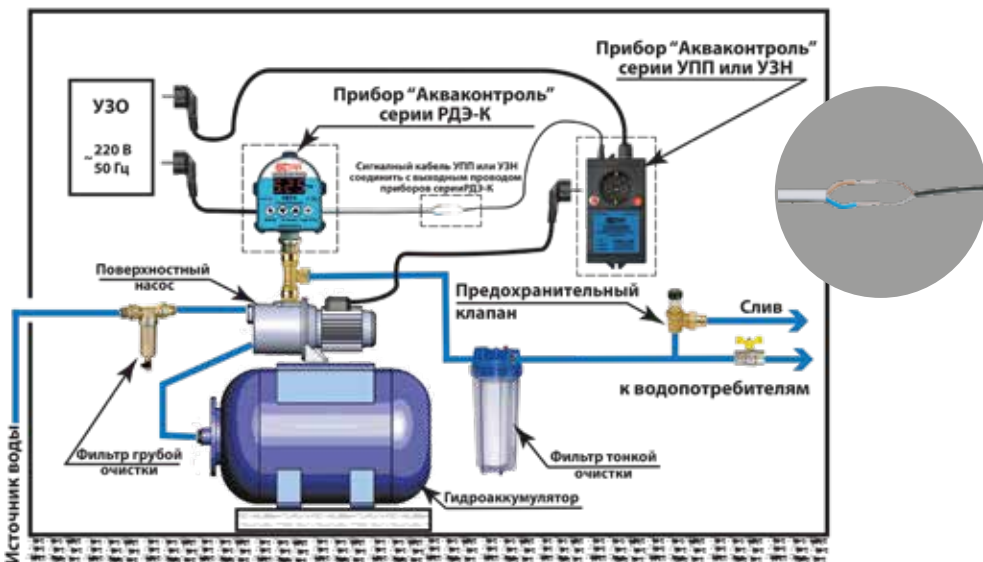 Прибор “Акваконтроль”
серии УПП или УЗН
УЗО
~220 В
50 Гц
Прибор “Акваконтроль”
серии РДЭ-К
Сигналный кабель УПП или УЗН
соединить с выходным проводом
приборов серииРДЭ-К
Поверхностный
насос
Предохранительный
клапан
Слив
к водопотребителям
Источник воды
Фильтр грубой
очистки
Фильтр тонкой
очистки
Гидроаккумулятор